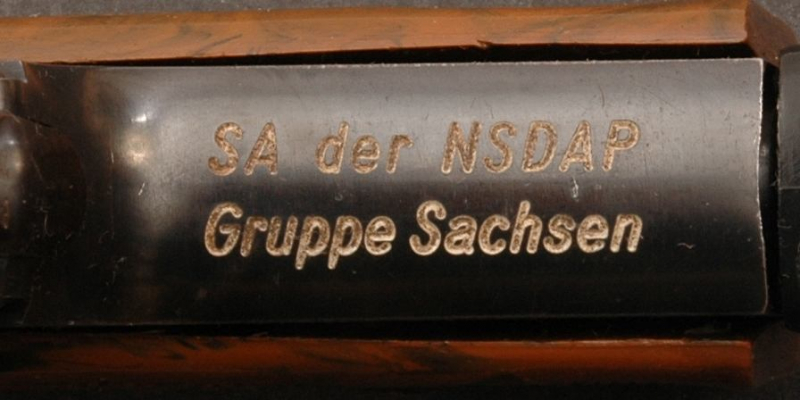 SA der NSDAP
Gruppe Sachsen